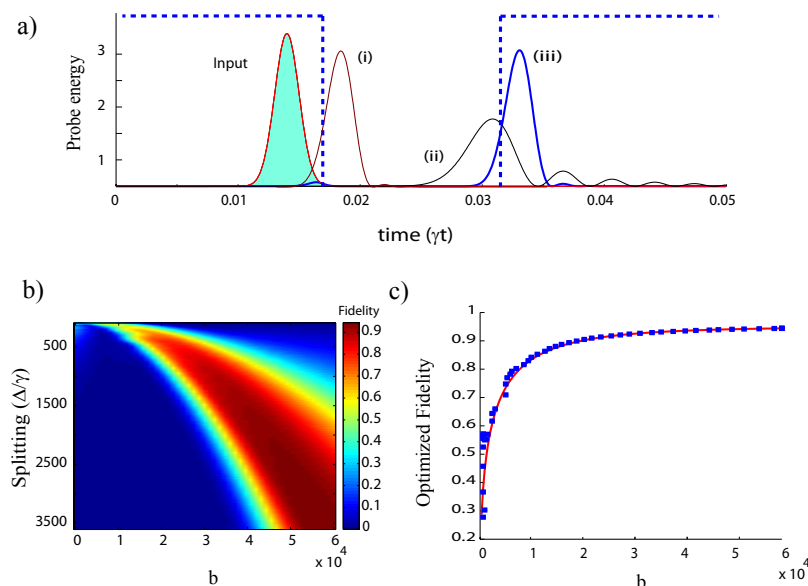 a)
Probe energy
3
2
1
Input
(i)
(ii)
(iii)
0
0.01
0.02
0.03
0.04
0.05
time (γt)
b)
Fidelity
Splitting (Δ/γ)
500
1500
2500
3500
0.9
0.8
0.7
0.6
0.5
0.4
0.3
0.2
0.1
0
0 1 2 3 4 5 6
x 10⁴
b
c)
Optimized Fidelity
1
0.9
0.8
0.7
0.6
0.5
0.4
0.3
0.2
0 1 2 3 4 5 6
x 10⁴
b